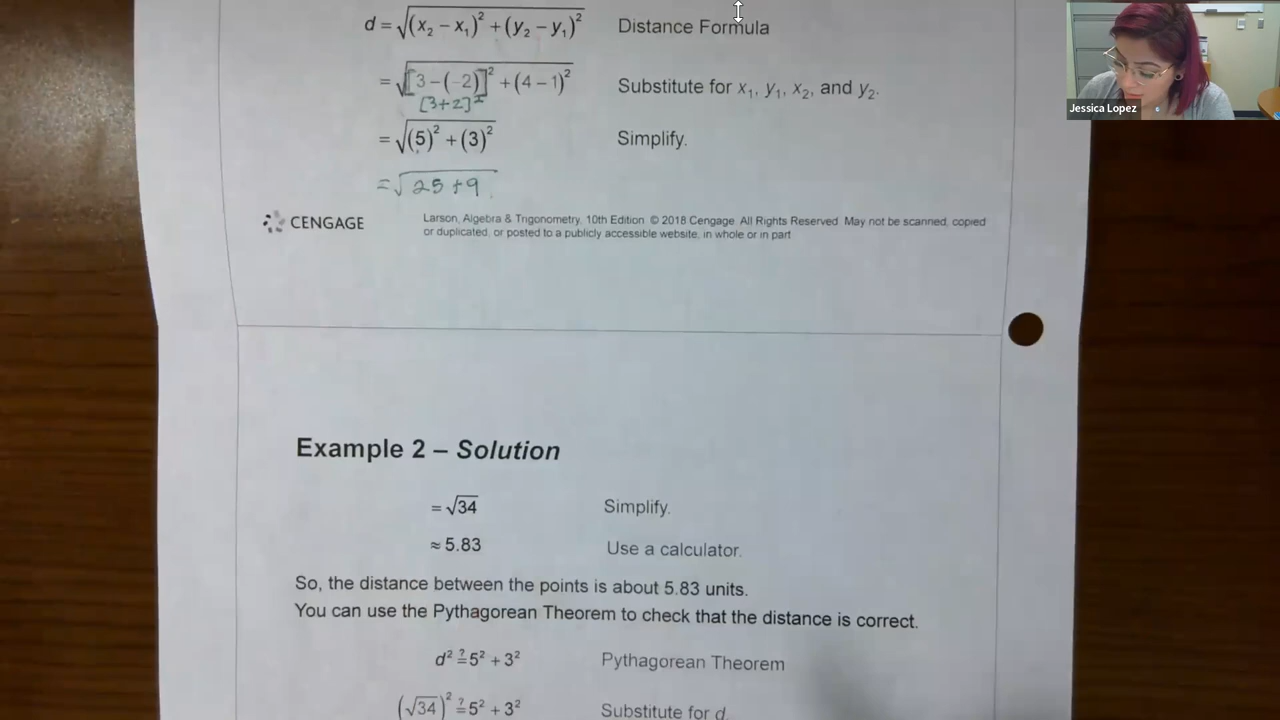 d = √(x₂ − x₁)² + (y₂ − y₁)² Distance Formula
Jessica Lopez
= √[3 − (−2)]² + (4 − 1)² Substitute for x₁, y₁, x₂, and y₂.
[3+2]²
= √(5)² + (3)² Simplify.
= √25 + 9
CENGAGE
Larson, Algebra & Trigonometry, 10th Edition. © 2018 Cengage. All Rights Reserved. May not be scanned, copied
or duplicated, or posted to a publicly accessible website, in whole or in part
Example 2 – Solution
= √34 Simplify.
≈ 5.83 Use a calculator.
So, the distance between the points is about 5.83 units.
You can use the Pythagorean Theorem to check that the distance is correct.
d² ≟ 5² + 3² Pythagorean Theorem
(√34)² ≟ 5² + 3² Substitute for d.